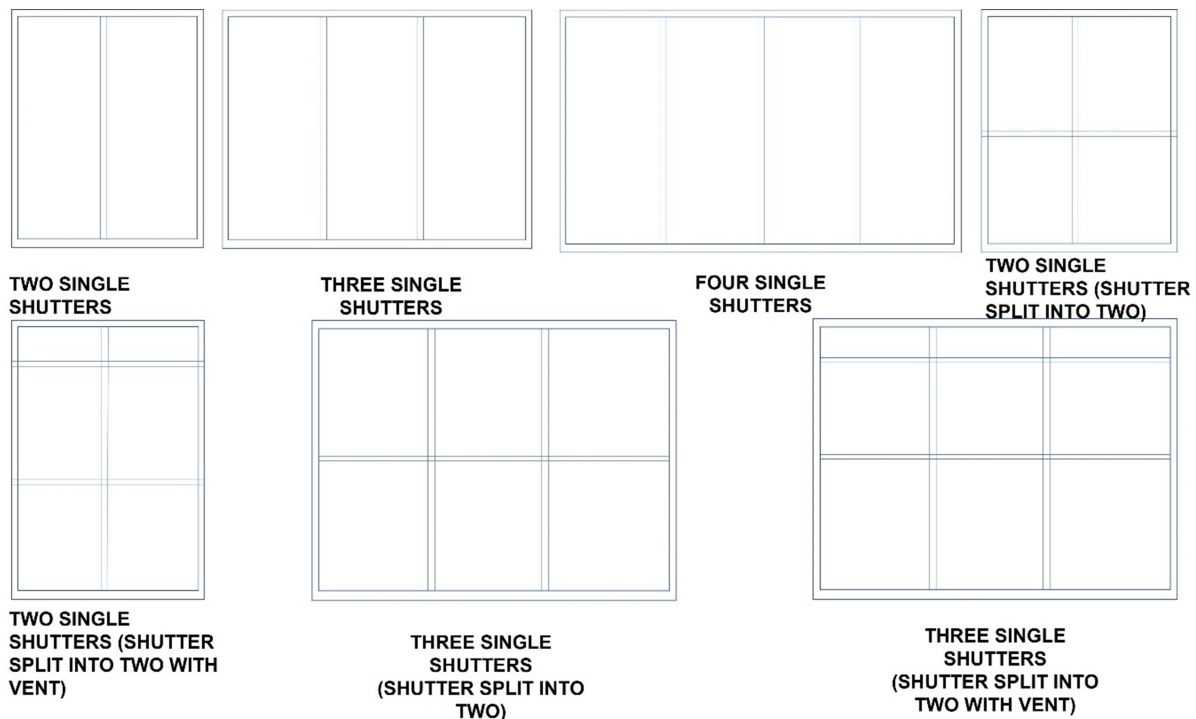 TWO SINGLE
SHUTTERS
THREE SINGLE
SHUTTERS
FOUR SINGLE
SHUTTERS
TWO SINGLE
SHUTTERS (SHUTTER
SPLIT INTO TWO)
TWO SINGLE
SHUTTERS (SHUTTER
SPLIT INTO TWO WITH
VENT)
THREE SINGLE
SHUTTERS
(SHUTTER SPLIT INTO
TWO)
THREE SINGLE
SHUTTERS
(SHUTTER SPLIT INTO
TWO WITH VENT)